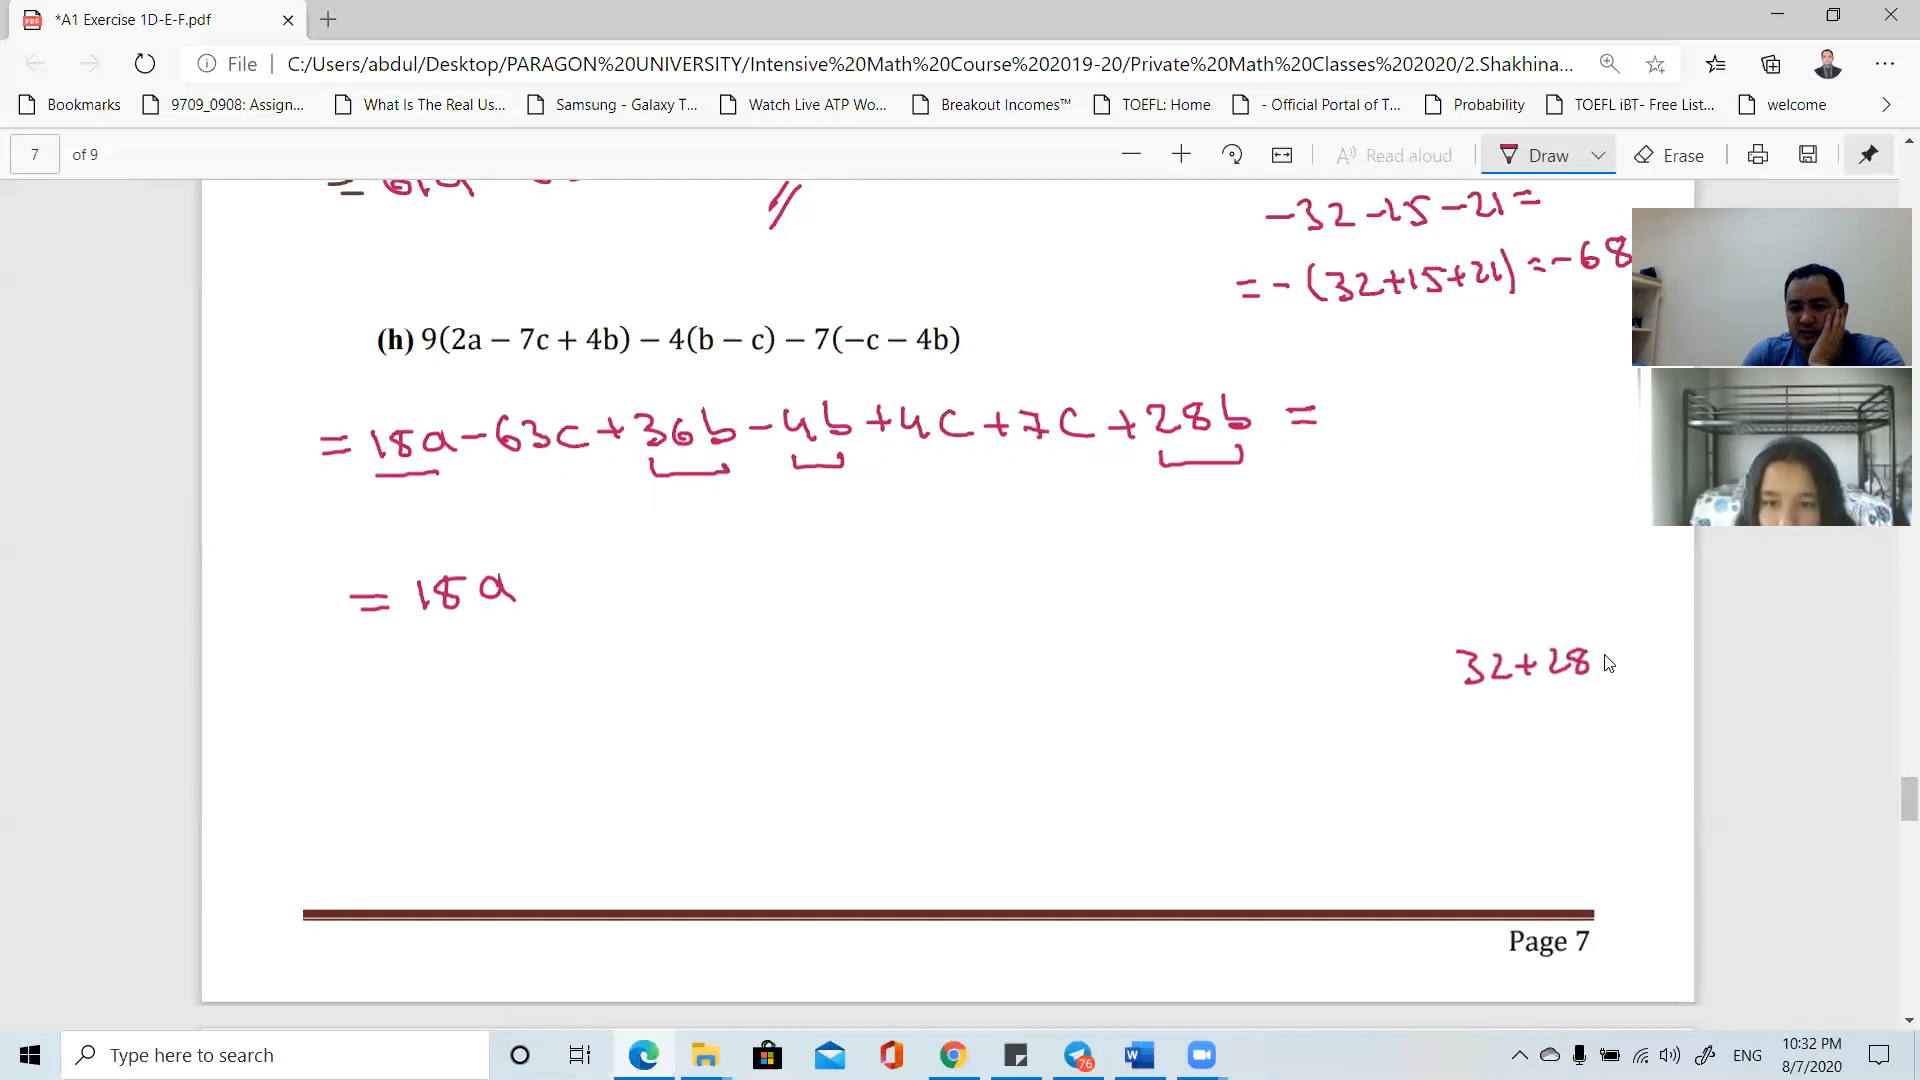 *A1 Exercise 1D-E-F.pdf
File
C:/Users/abdul/Desktop/PARAGON%20UNIVERSITY/Intensive%20Math%20Course%202019-20/Private%20Math%20Classes%202020/2.Shakhina...
Bookmarks 9709_0908: Assign... What Is The Real Us... Samsung - Galaxy T... Watch Live ATP Wo... Breakout Incomes™ TOEFL: Home - Official Portal of T... Probability TOEFL iBT- Free List... welcome
7 of 9 Read aloud Draw Erase
-32-15-21=
=-(32+15+21)=-68
(h) 9(2a − 7c + 4b) − 4(b − c) − 7(−c − 4b)
= 18a-63c+36b-4b+4c+7c+28b =
= 18a
32+28
Page 7
Type here to search
76
ENG
10:32 PM
8/7/2020